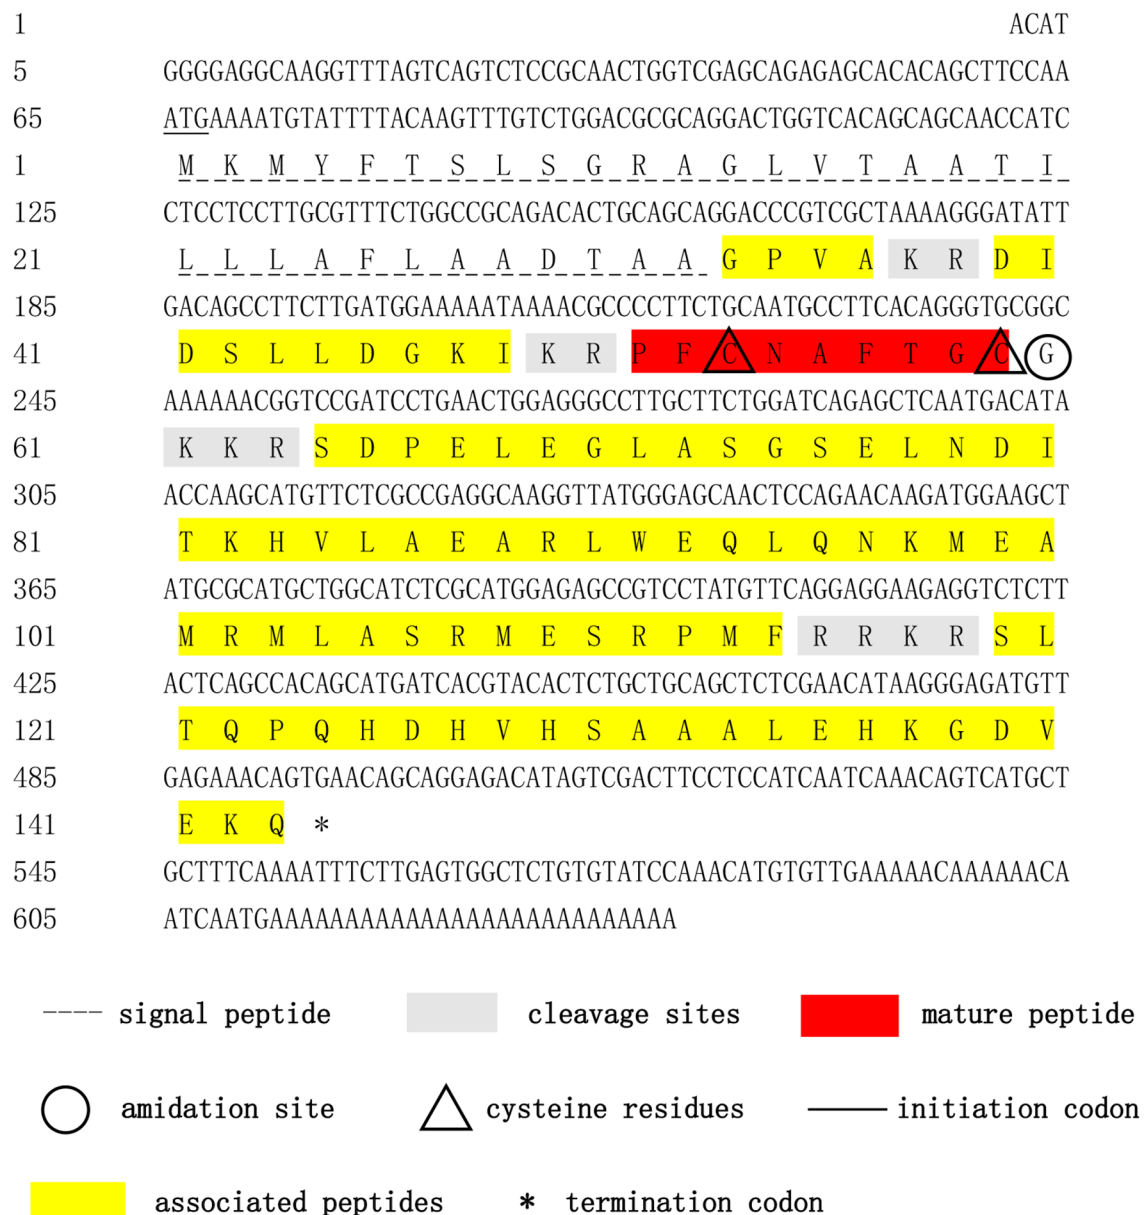 1 ACAT
5 GGGGAGGCAAGGTTTAGTCAGTCTCCGCAACTGGTCGAGCAGAGAGCACACAGCTTCCAA
65 ATGAAAATGTATTTTACAAGTTTGTCTGGACGCGCAGGACTGGTCACAGCAGCAACCATC
1 M K M Y F T S L S G R A G L V T A A T I
125 CTCCTCCTTGCGTTTCTGGCCGCAGACACTGCAGCAGGACCCGTCGCTAAAAGGGATATT
21 L L L A F L A A D T A A G P V A K R D I
185 GACAGCCTTCTTGATGGAAAAATAAAACGCCCCTTCTGCAATGCCTTCACAGGGTGCGGC
41 D S L L D G K I K R P F C N A F T G C G
245 AAAAAACGGTCCGATCCTGAACTGGAGGGCCTTGCTTCTGGATCAGAGCTCAATGACATA
61 K K R S D P E L E G L A S G S E L N D I
305 ACCAAGCATGTTCTCGCCGAGGCAAGGTTATGGGAGCAACTCCAGAACAAGATGGAAGCT
81 T K H V L A E A R L W E Q L Q N K M E A
365 ATGCGCATGCTGGCATCTCGCATGGAGAGCCGTCCTATGTTCAGGAGGAAGAGGTCTCTT
101 M R M L A S R M E S R P M F R R K R S L
425 ACTCAGCCACAGCATGATCACGTACACTCTGCTGCAGCTCTCGAACATAAGGGAGATGTT
121 T Q P Q H D H V H S A A A L E H K G D V
485 GAGAAACAGTGAACAGCAGGAGACATAGTCGACTTCCTCCATCAATCAAACAGTCATGCT
141 E K Q *
545 GCTTTCAAAATTTCTTGAGTGGCTCTGTGTATCCAAACATGTGTTGAAAAACAAAAAACA
605 ATCAATGAAAAAAAAAAAAAAAAAAAAAAAAAAA
---- signal peptide cleavage sites mature peptide
amidation site cysteine residues initiation codon
associated peptides * termination codon